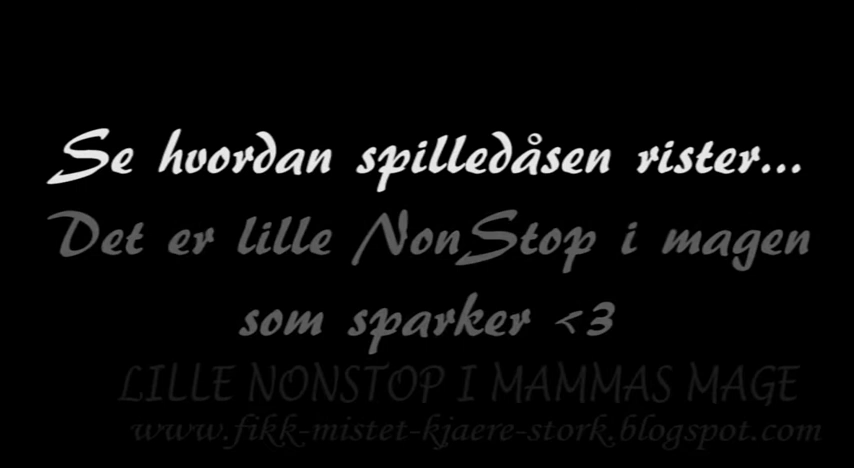 Se hvordan spilledåsen rister...
Det er lille NonStop i magen
som sparker <3
LILLE NONSTOP I MAMMAS MAGE
www.fikk-mistet-kjaere-stork.blogspot.com